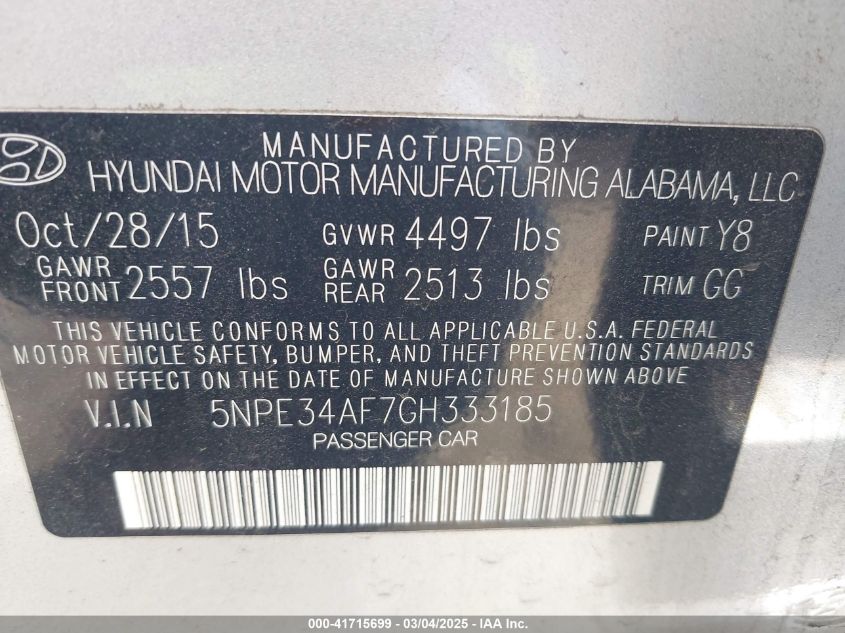 MANUFACTURED BY
HYUNDAI MOTOR MANUFACTURING ALABAMA, LLC
Oct/28/15 GVWR 4497 lbs PAINT Y8
GAWR FRONT 2557 lbs GAWR REAR 2513 lbs TRIM GG
THIS VEHICLE CONFORMS TO ALL APPLICABLE U.S.A. FEDERAL
MOTOR VEHICLE SAFETY, BUMPER, AND THEFT PREVENTION STANDARDS
IN EFFECT ON THE DATE OF MANUFACTURE SHOWN ABOVE.
V.I.N 5NPE34AF7GH333185
PASSENGER CAR
000-41715699 - 03/04/2025 - IAA Inc.